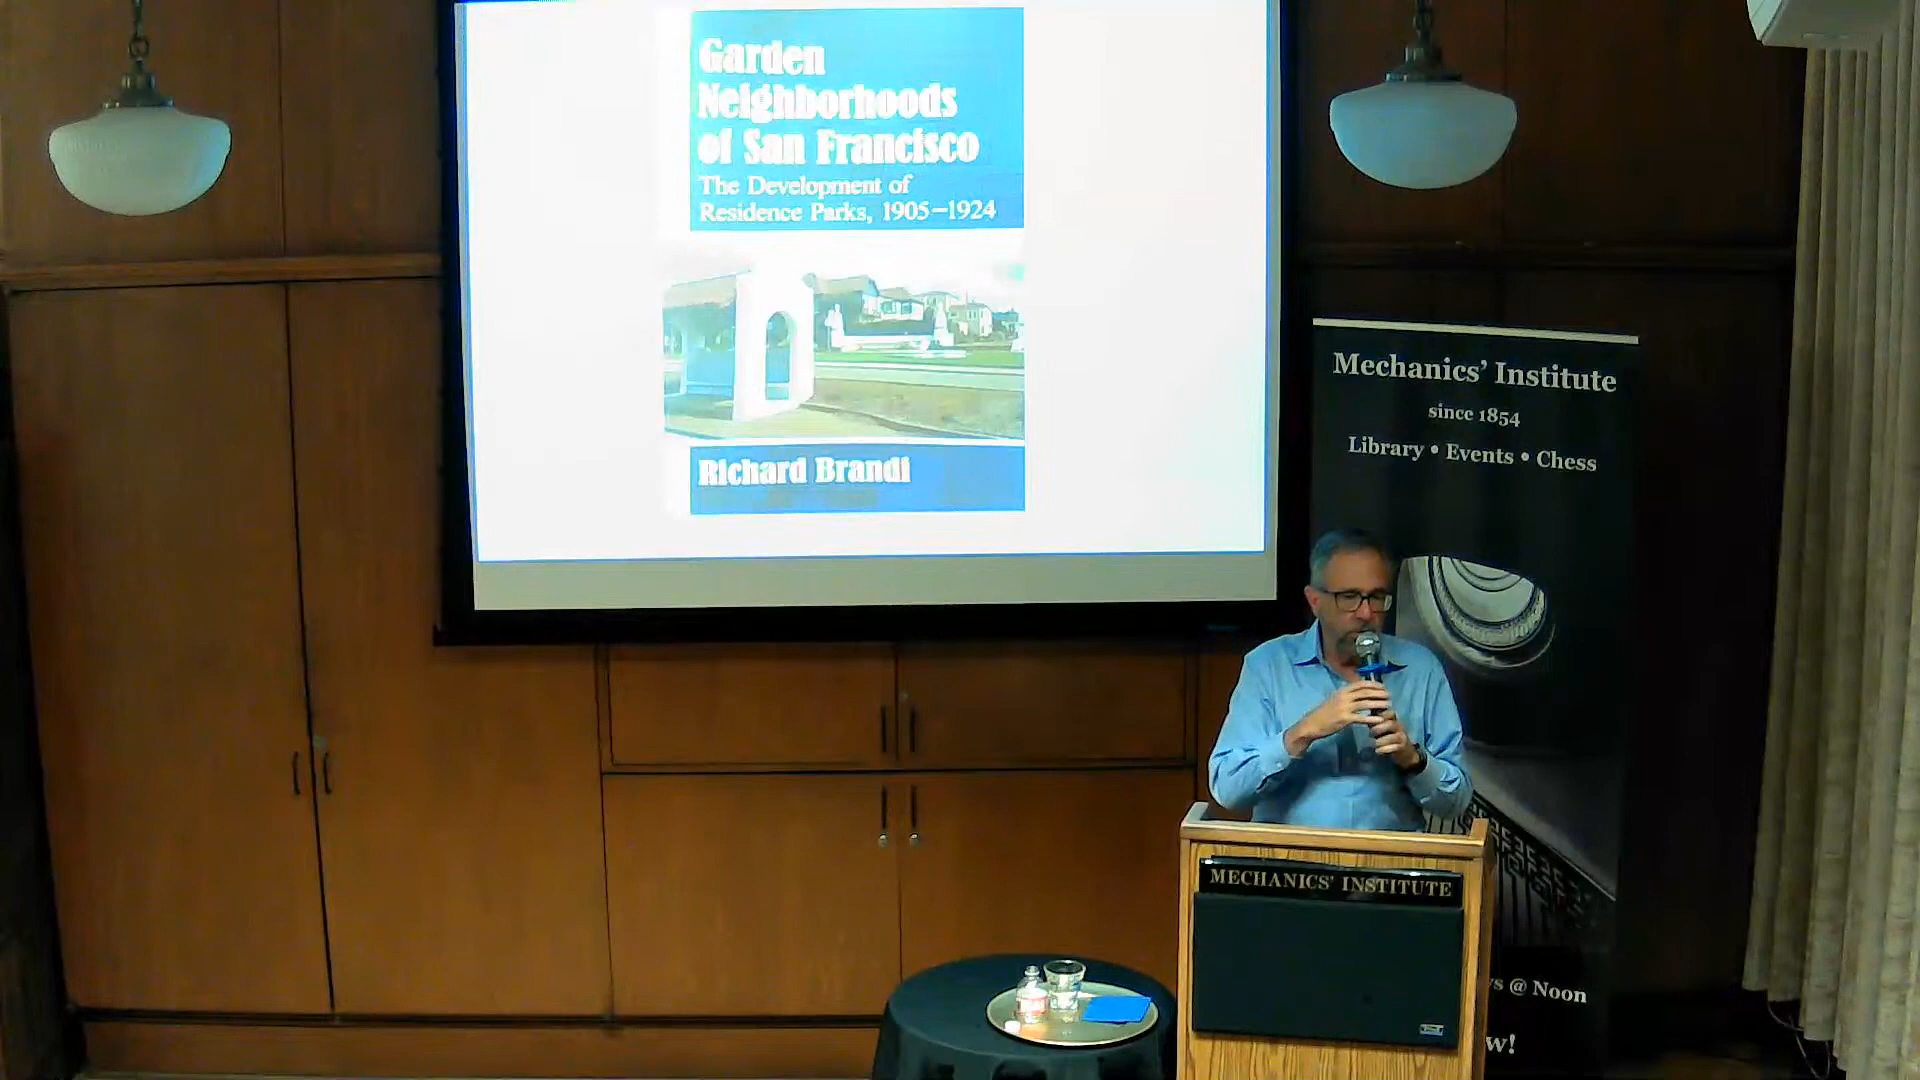 Garden
Neighborhoods
of San Francisco
The Development of
Residence Parks, 1905–1924
Richard Brandi
Mechanics' Institute
since 1854
Library • Events • Chess
@ Noon
MECHANICS' INSTITUTE